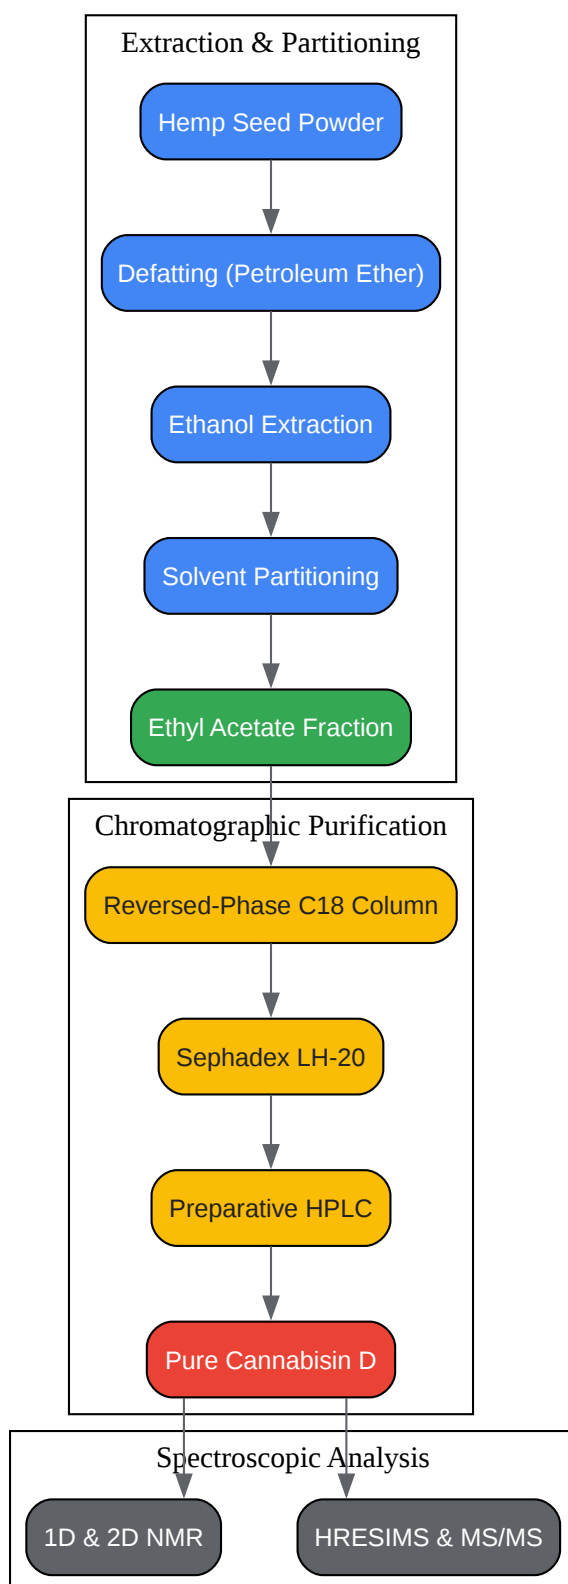 Extraction & Partitioning
Hemp Seed Powder
Defatting (Petroleum Ether)
Ethanol Extraction
Solvent Partitioning
Ethyl Acetate Fraction
Chromatographic Purification
Reversed-Phase C18 Column
Sephadex LH-20
Preparative HPLC
Pure Cannabisin D
Spectroscopic Analysis
1D & 2D NMR
HRESIMS & MS/MS